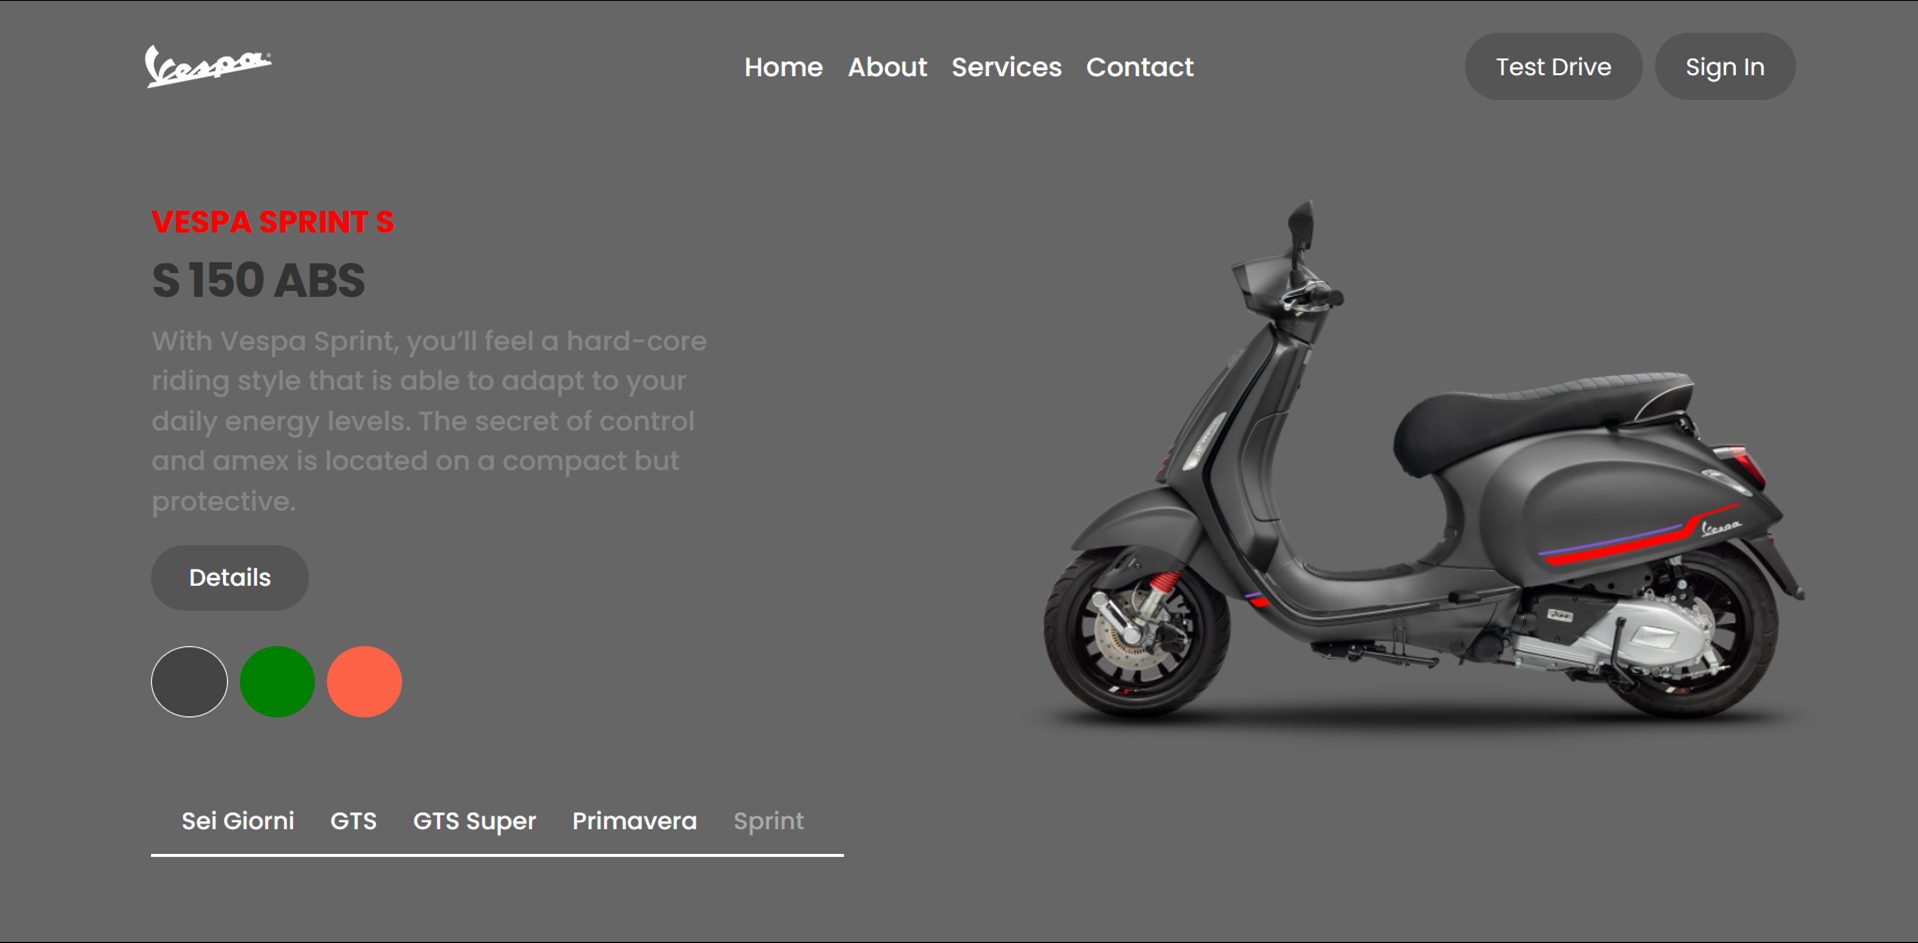 Vespa
Home About Services Contact
Test Drive Sign In
VESPA SPRINT S
S 150 ABS
With Vespa Sprint, you’ll feel a hard-core
riding style that is able to adapt to your
daily energy levels. The secret of control
and amex is located on a compact but
protective.
Details
Vespa
Sei Giorni GTS GTS Super Primavera Sprint